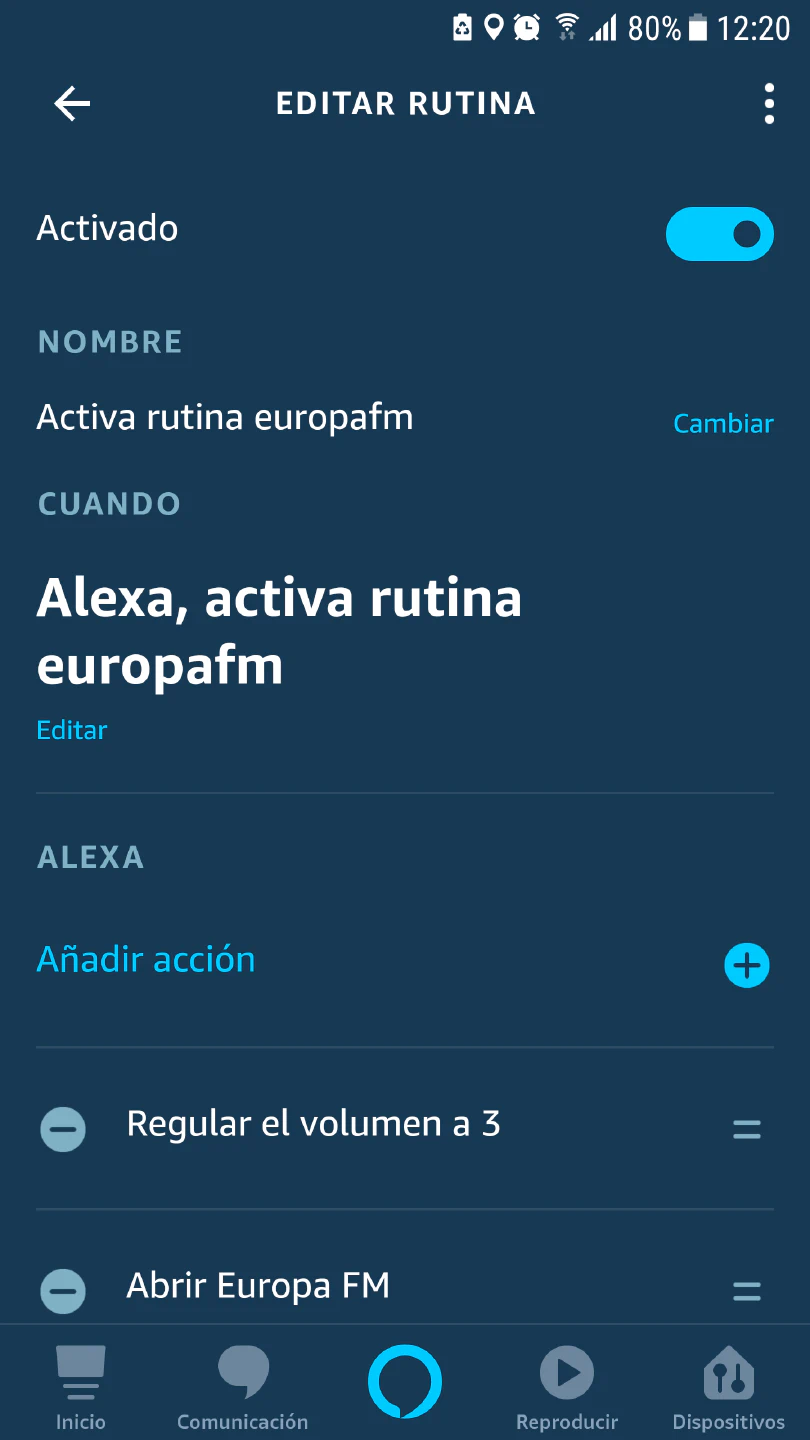 80% 12:20
EDITAR RUTINA
Activado
NOMBRE
Activa rutina europafm
Cambiar
CUANDO
Alexa, activa rutina
europafm
Editar
ALEXA
Añadir acción
Regular el volumen a 3
Abrir Europa FM
Inicio
Comunicación
Reproducir
Dispositivos